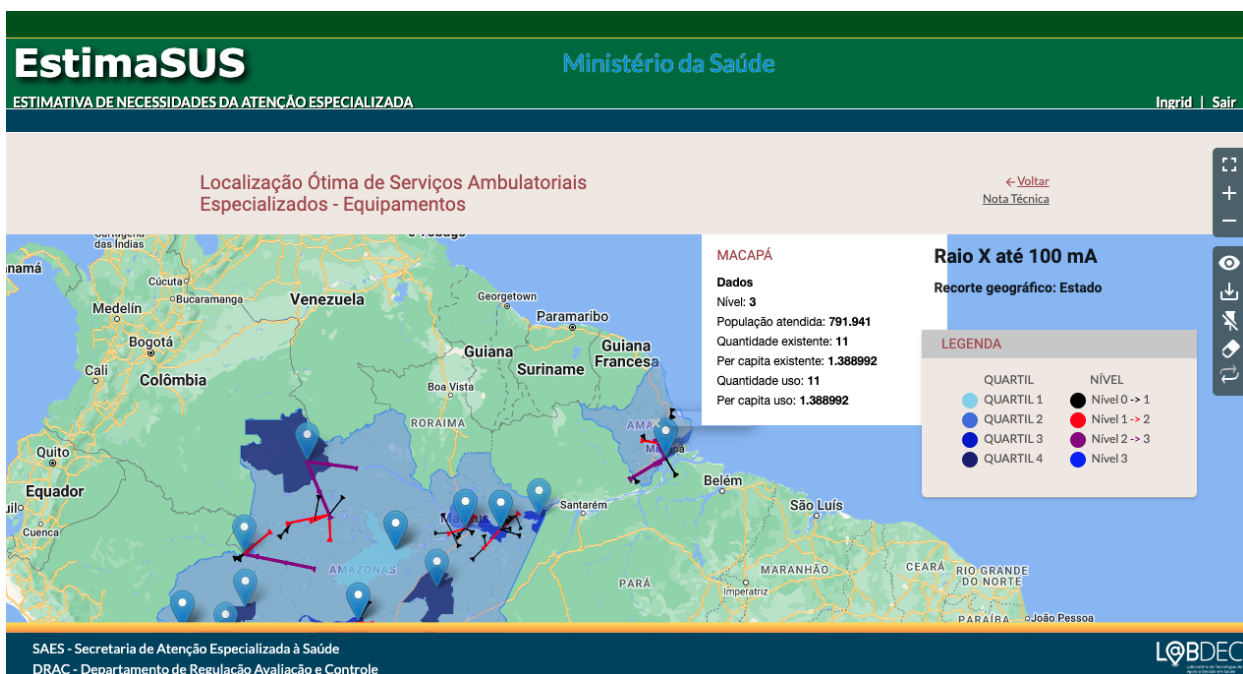 EstimaSUS
Ministério da Saúde
ESTIMATIVA DE NECESSIDADES DA ATENÇÃO ESPECIALIZADA
Ingrid | Sair
Localização Ótima de Serviços Ambulatoriais
Especializados - Equipamentos
←Voltar
Nota Técnica
MACAPÁ
Dados
Nível: 3
População atendida: 791.941
Quantidade existente: 11
Per capita existente: 1.388992
Quantidade uso: 11
Per capita uso: 1.388992
Raio X até 100 mA
Recorte geográfico: Estado
LEGENDA
QUARTIL
QUARTIL 1
QUARTIL 2
QUARTIL 3
QUARTIL 4
NÍVEL
Nível 0 -> 1
Nível 1 -> 2
Nível 2 -> 3
Nível 3
das Índias
Cúcuta
Bucaramanga
Medellín
Venezuela
Georgetown
Paramaribo
Bogotá
Guiana
Suriname
Guiana
Francesa
Cali
Colômbia
Boa Vista
RORAIMA
Quito
Equador
Cuenca
Belém
Santarém
São Luís
AMAZONAS
PARÁ
MARANHÃO
Imperatriz
CEARÁ
RIO GRANDE
DO NORTE
PARAÍBA
João Pessoa
SAES - Secretaria de Atenção Especializada à Saúde
DRAC - Departamento de Regulação Avaliação e Controle
LOBDEC